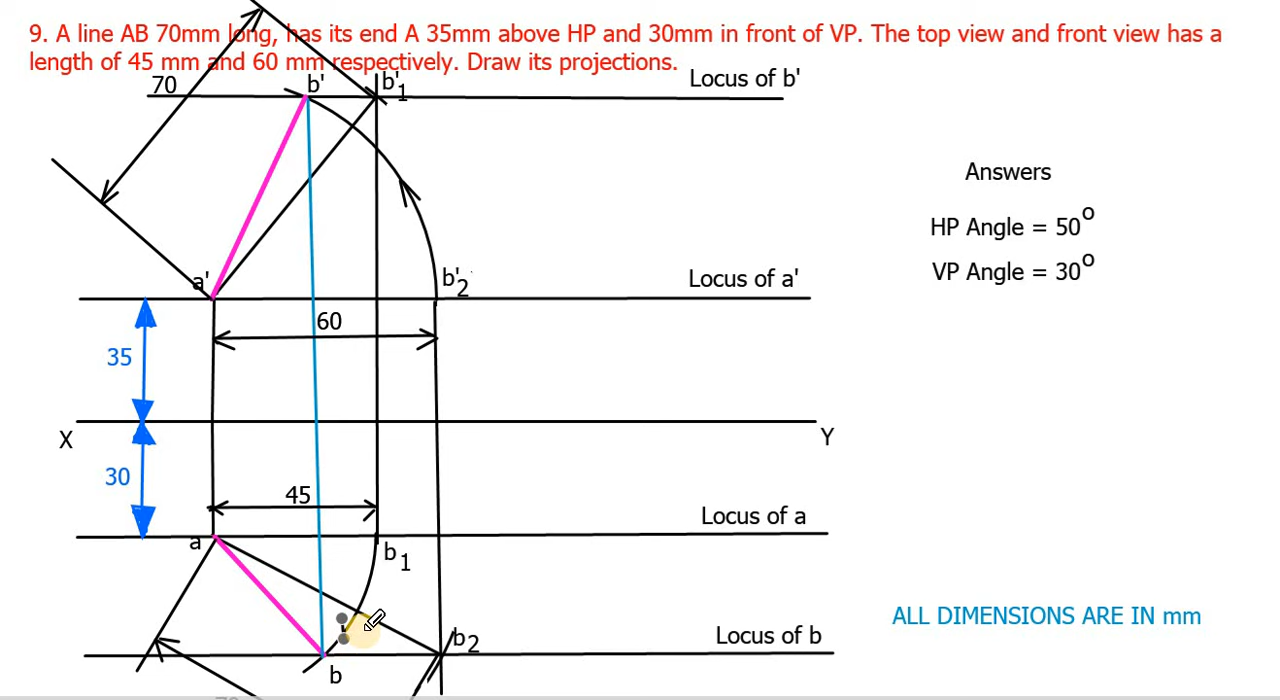 9. A line AB 70mm long, has its end A 35mm above HP and 30mm in front of VP. The top view and front view has a
length of 45 mm and 60 mm respectively. Draw its projections.
70
b'
b'1
Locus of b'
Answers
HP Angle = 50°
VP Angle = 30°
a'
b'2
Locus of a'
60
35
X
Y
30
45
Locus of a
a
b1
ALL DIMENSIONS ARE IN mm
b2
Locus of b
b